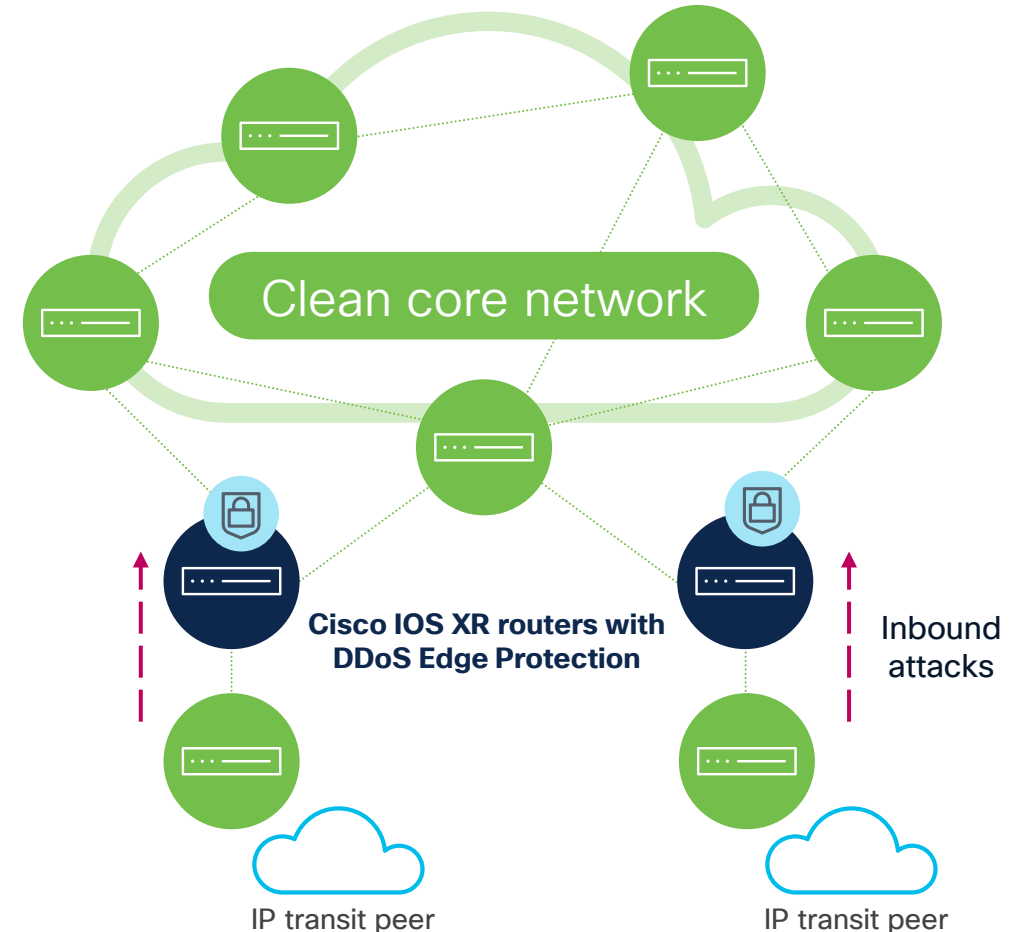 Clean core network
Cisco IOS XR routers with
DDoS Edge Protection
Inbound
attacks
IP transit peer
IP transit peer